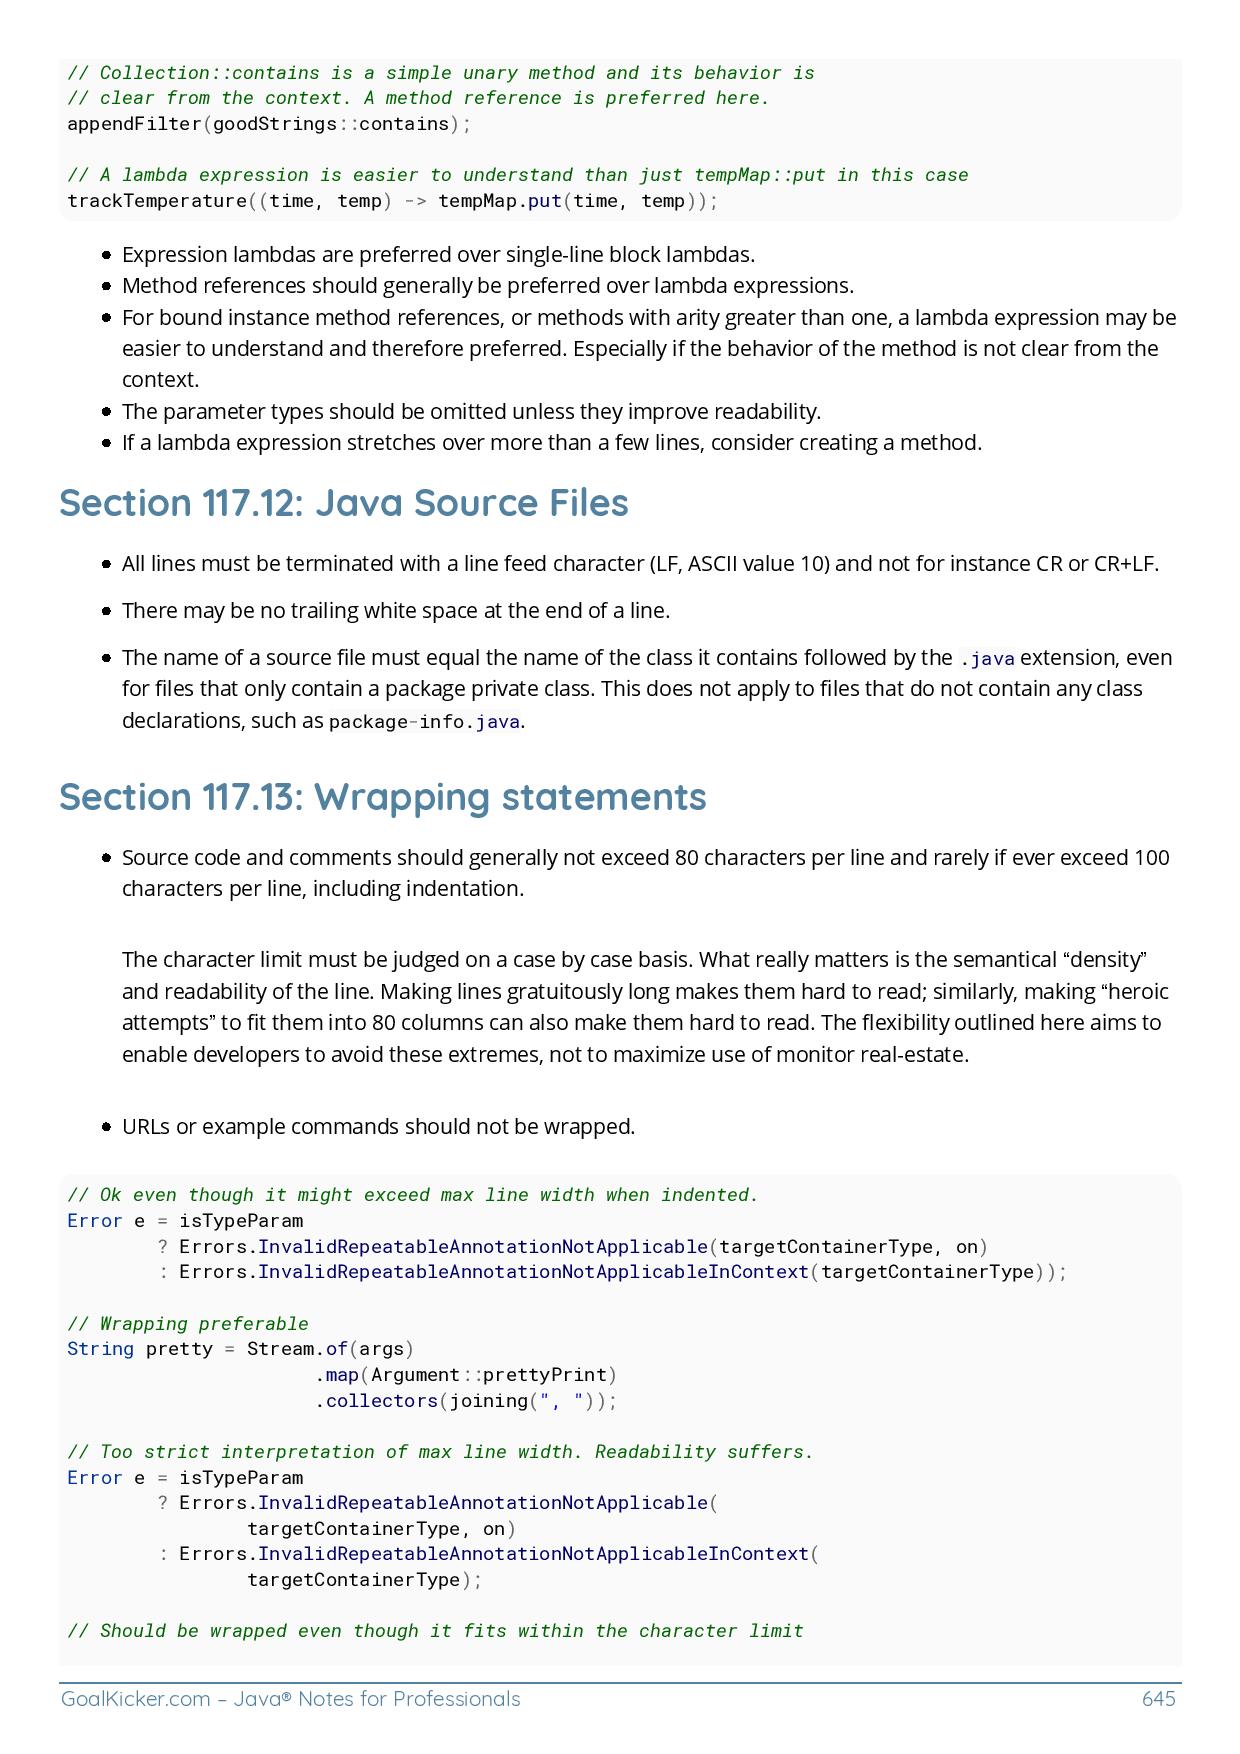 // Collection::contains is a simple unary method and its behavior is
// clear from the context. A method reference is preferred here.
appendFilter(goodStrings::contains);

// A lambda expression is easier to understand than just tempMap::put in this case
trackTemperature((time, temp) -> tempMap.put(time, temp));

• Expression lambdas are preferred over single-line block lambdas.
• Method references should generally be preferred over lambda expressions.
• For bound instance method references, or methods with arity greater than one, a lambda expression may be
easier to understand and therefore preferred. Especially if the behavior of the method is not clear from the
context.
• The parameter types should be omitted unless they improve readability.
• If a lambda expression stretches over more than a few lines, consider creating a method.

Section 117.12: Java Source Files

• All lines must be terminated with a line feed character (LF, ASCII value 10) and not for instance CR or CR+LF.
• There may be no trailing white space at the end of a line.
• The name of a source file must equal the name of the class it contains followed by the .java extension, even
for files that only contain a package private class. This does not apply to files that do not contain any class
declarations, such as package-info.java.

Section 117.13: Wrapping statements

• Source code and comments should generally not exceed 80 characters per line and rarely if ever exceed 100
characters per line, including indentation.

The character limit must be judged on a case by case basis. What really matters is the semantical “density”
and readability of the line. Making lines gratuitously long makes them hard to read; similarly, making “heroic
attempts” to fit them into 80 columns can also make them hard to read. The flexibility outlined here aims to
enable developers to avoid these extremes, not to maximize use of monitor real-estate.

• URLs or example commands should not be wrapped.

// Ok even though it might exceed max line width when indented.
Error e = isTypeParam
        ? Errors.InvalidRepeatableAnnotationNotApplicable(targetContainerType, on)
        : Errors.InvalidRepeatableAnnotationNotApplicableInContext(targetContainerType));

// Wrapping preferable
String pretty = Stream.of(args)
                      .map(Argument::prettyPrint)
                      .collectors(joining(", "));

// Too strict interpretation of max line width. Readability suffers.
Error e = isTypeParam
        ? Errors.InvalidRepeatableAnnotationNotApplicable(
                targetContainerType, on)
        : Errors.InvalidRepeatableAnnotationNotApplicableInContext(
                targetContainerType);

// Should be wrapped even though it fits within the character limit

GoalKicker.com – Java® Notes for Professionals
645